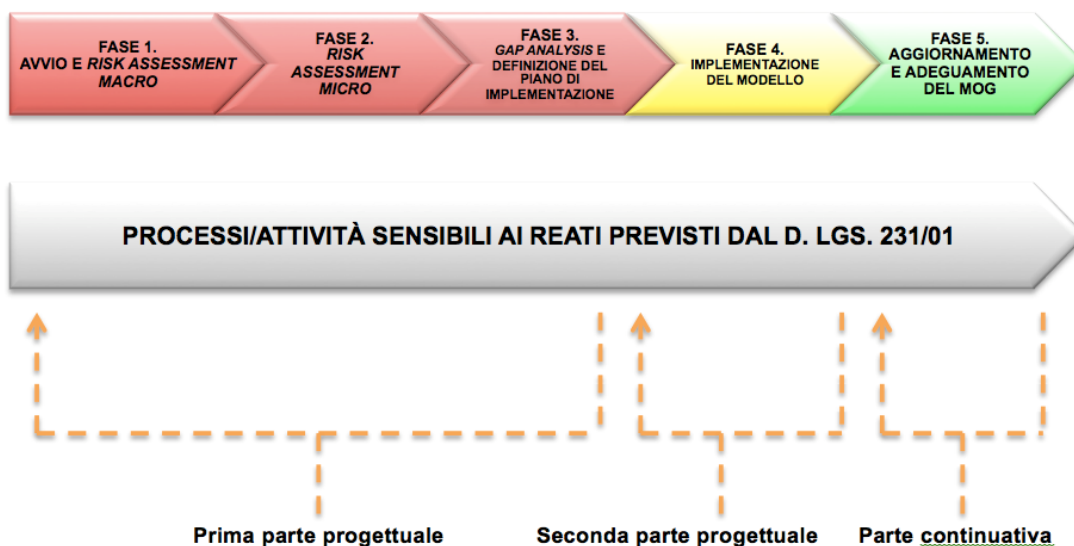 FASE 1.
AVVIO E RISK ASSESSMENT
MACRO
FASE 2.
RISK
ASSESSMENT
MICRO
FASE 3.
GAP ANALYSIS E
DEFINIZIONE DEL
PIANO DI
IMPLEMENTAZIONE
FASE 4.
IMPLEMENTAZIONE
DEL MODELLO
FASE 5.
AGGIORNAMENTO
E ADEGUAMENTO
DEL MOG
PROCESSI/ATTIVITÀ SENSIBILI AI REATI PREVISTI DAL D. LGS. 231/01
Prima parte progettuale
Seconda parte progettuale
Parte continuativa